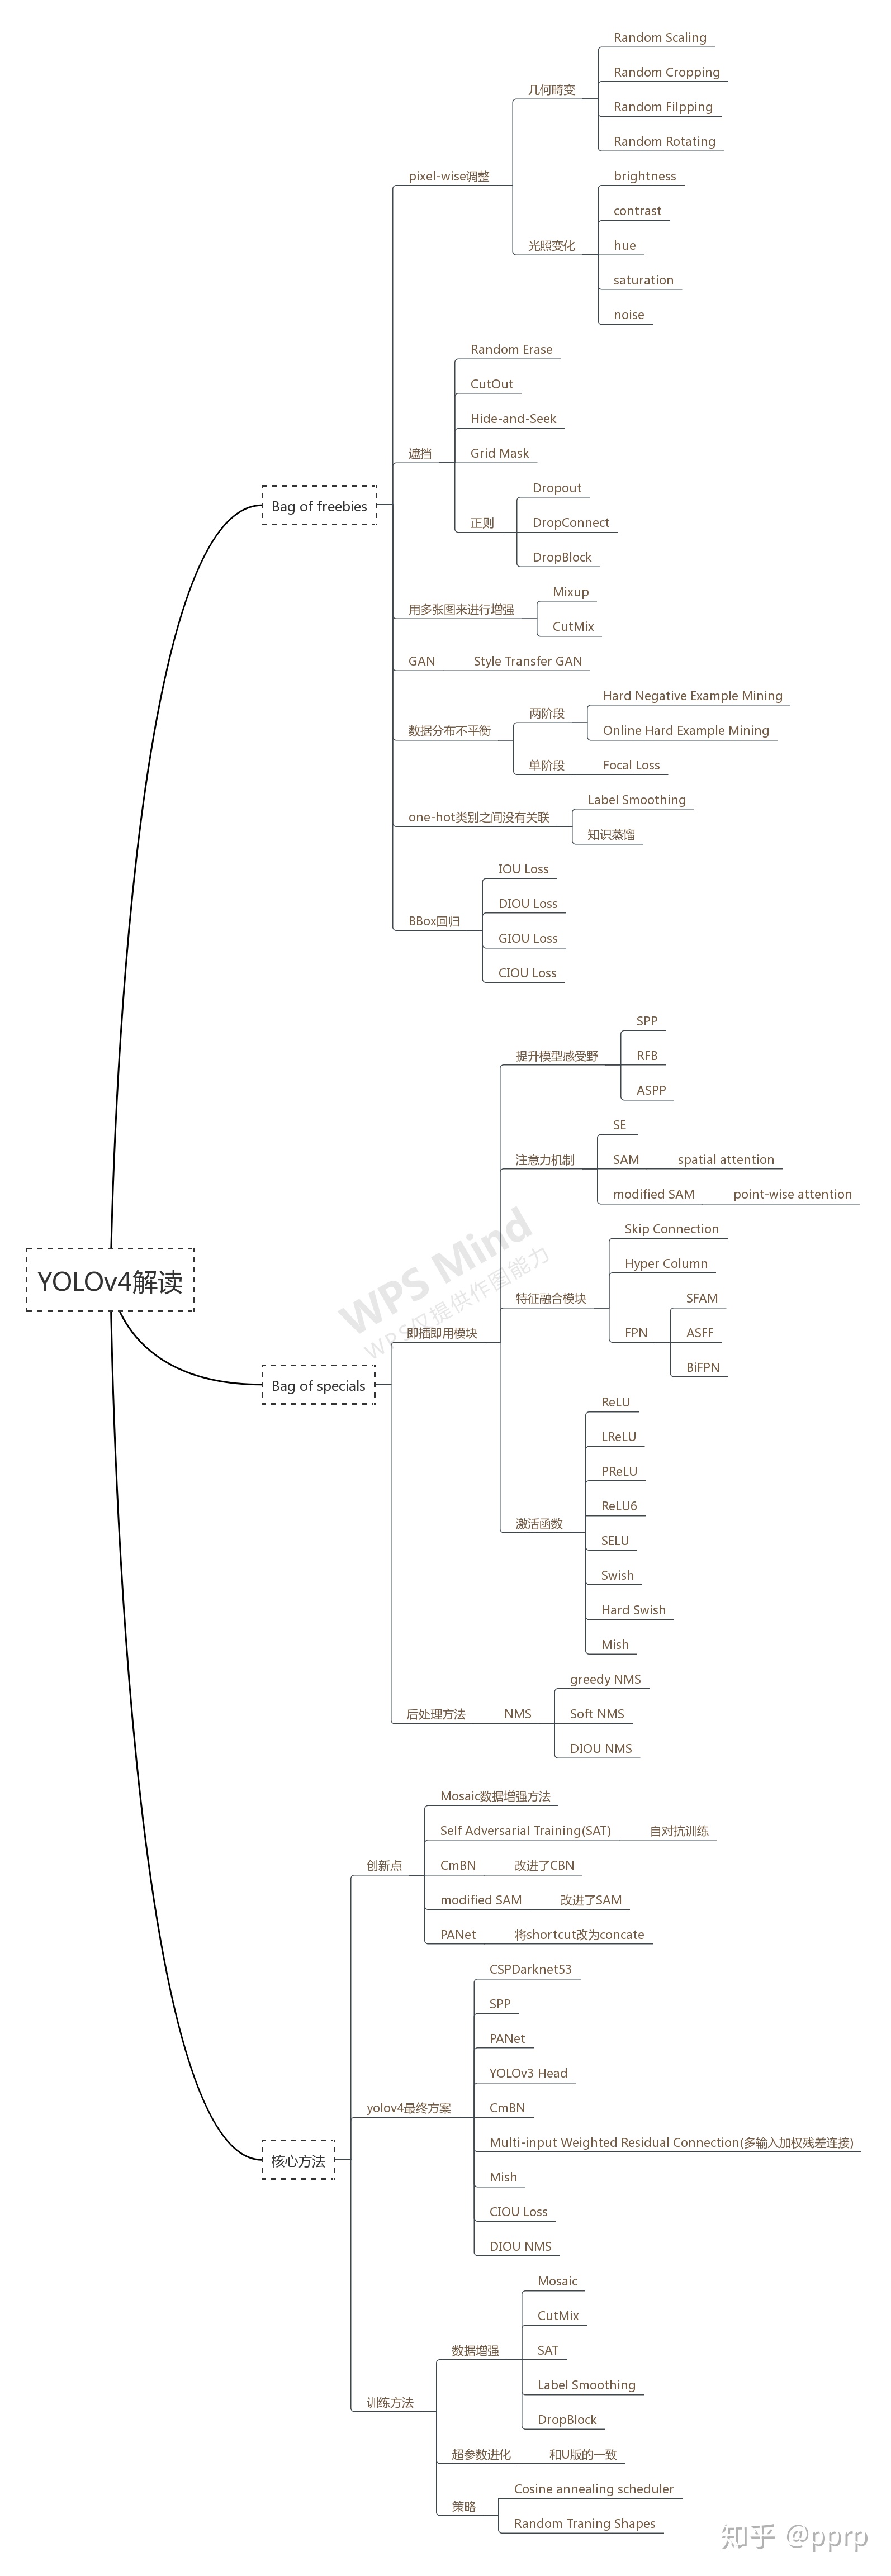 YOLOv4解读
Bag of freebies
pixel-wise调整
几何畸变
Random Scaling
Random Cropping
Random Filpping
Random Rotating
光照变化
brightness
contrast
hue
saturation
noise
遮挡
Random Erase
CutOut
Hide-and-Seek
Grid Mask
正则
Dropout
DropConnect
DropBlock
用多张图来进行增强
Mixup
CutMix
GAN
Style Transfer GAN
数据分布不平衡
两阶段
Hard Negative Example Mining
Online Hard Example Mining
单阶段
Focal Loss
one-hot类别之间没有关联
Label Smoothing
知识蒸馏
BBox回归
IOU Loss
DIOU Loss
GIOU Loss
CIOU Loss
Bag of specials
即插即用模块
提升模型感受野
SPP
RFB
ASPP
注意力机制
SE
SAM
spatial attention
modified SAM
point-wise attention
特征融合模块
Skip Connection
Hyper Column
FPN
SFAM
ASFF
BiFPN
激活函数
ReLU
LReLU
PReLU
ReLU6
SELU
Swish
Hard Swish
Mish
后处理方法
NMS
greedy NMS
Soft NMS
DIOU NMS
核心方法
创新点
Mosaic数据增强方法
Self Adversarial Training(SAT)
自对抗训练
CmBN
改进了CBN
modified SAM
改进了SAM
PANet
将shortcut改为concate
yolov4最终方案
CSPDarknet53
SPP
PANet
YOLOv3 Head
CmBN
Multi-input Weighted Residual Connection(多输入加权残差连接)
Mish
CIOU Loss
DIOU NMS
训练方法
数据增强
Mosaic
CutMix
SAT
Label Smoothing
DropBlock
超参数进化
和U版的一致
策略
Cosine annealing scheduler
Random Traning Shapes
WPS Mind
WPS仅提供作图能力
知乎 @pprp